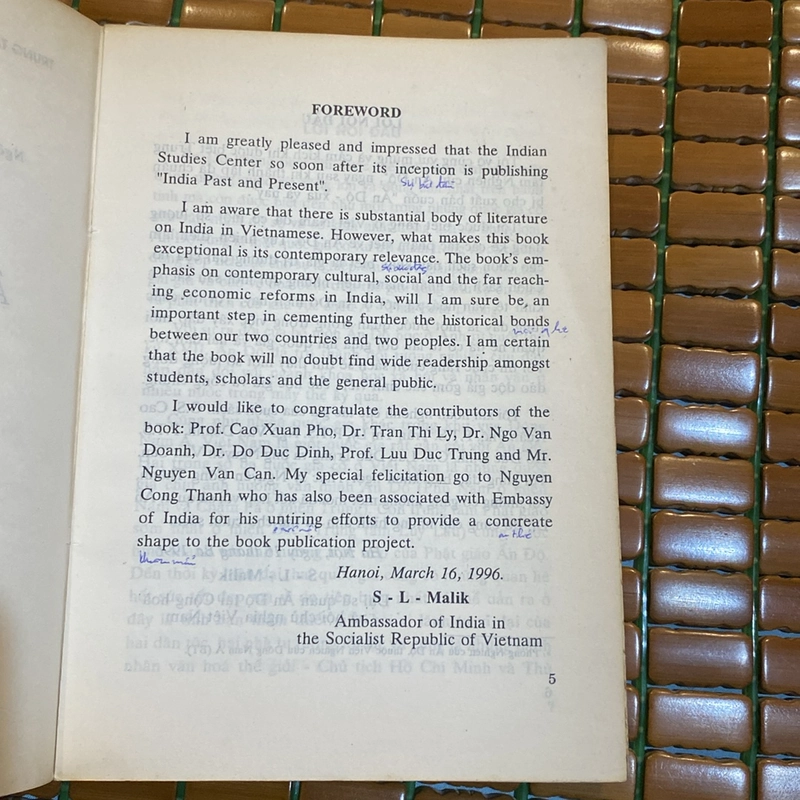 FOREWORD
I am greatly pleased and impressed that the Indian
Studies Center so soon after its inception is publishing
"India Past and Present".
I am aware that there is substantial body of literature
on India in Vietnamese. However, what makes this book
exceptional is its contemporary relevance. The book's em-
phasis on contemporary cultural, social and the far reach-
ing economic reforms in India, will I am sure be, an
important step in cementing further the historical bonds
between our two countries and two peoples. I am certain
that the book will no doubt find wide readership amongst
students, scholars and the general public.
I would like to congratulate the contributors of the
book: Prof. Cao Xuan Pho, Dr. Tran Thi Ly, Dr. Ngo Van
Doanh, Dr. Do Duc Dinh, Prof. Luu Duc Trung and Mr.
Nguyen Van Can. My special felicitation go to Nguyen
Cong Thanh who has also been associated with Embassy
of India for his untiring efforts to provide a concreate
shape to the book publication project.
Hanoi, March 16, 1996.
S - L - Malik
Ambassador of India in
the Socialist Republic of Vietnam
5